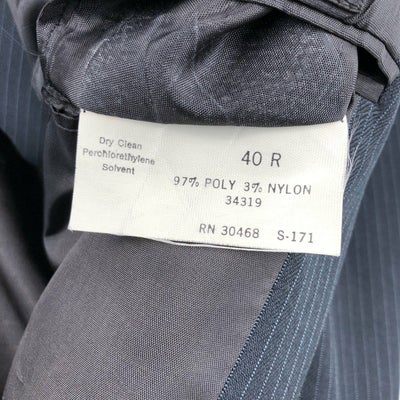 Dry Clean
Perchlorethylene
Solvent
40 R
97% POLY 3% NYLON
34319
RN 30468 S-171